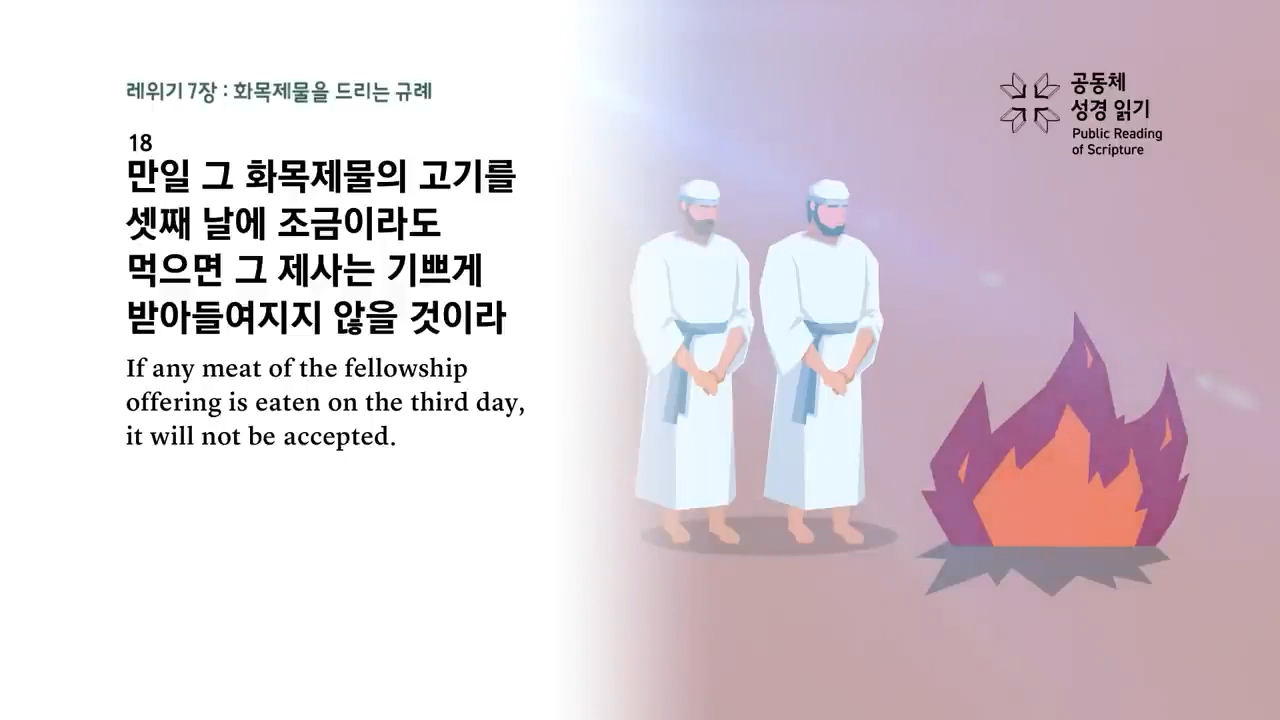 레위기 7장 : 화목제물을 드리는 규례
18
만일 그 화목제물의 고기를
셋째 날에 조금이라도
먹으면 그 제사는 기쁘게
받아들여지지 않을 것이라
If any meat of the fellowship
offering is eaten on the third day,
it will not be accepted.
공동체
성경 읽기
Public Reading
of Scripture